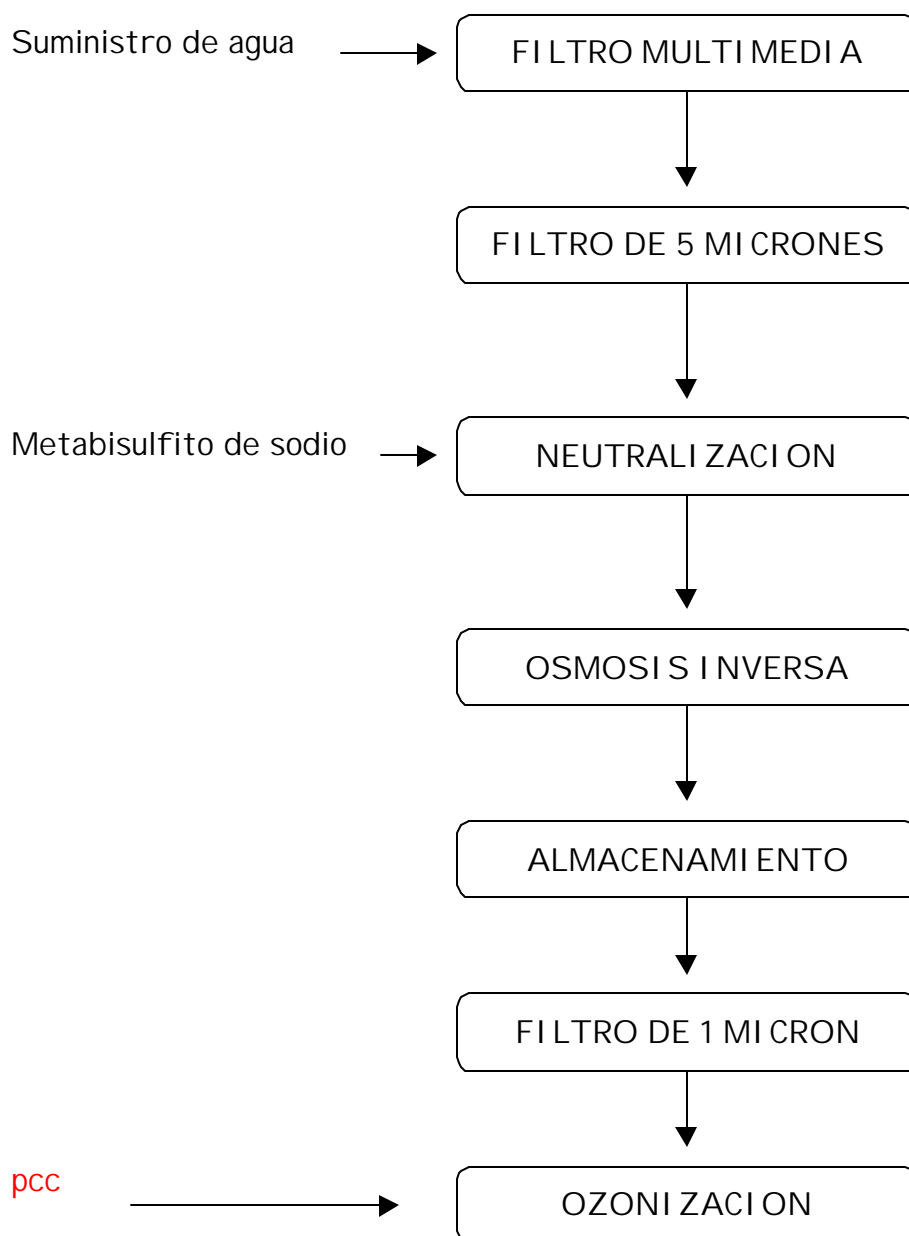 Suministro de agua
FILTRO MULTIMEDIA
FILTRO DE 5 MICRONES
Metabisulfito de sodio
NEUTRALIZACION
OSMOSIS INVERSA
ALMACENAMIENTO
FILTRO DE 1 MICRON
pcc
OZONIZACION